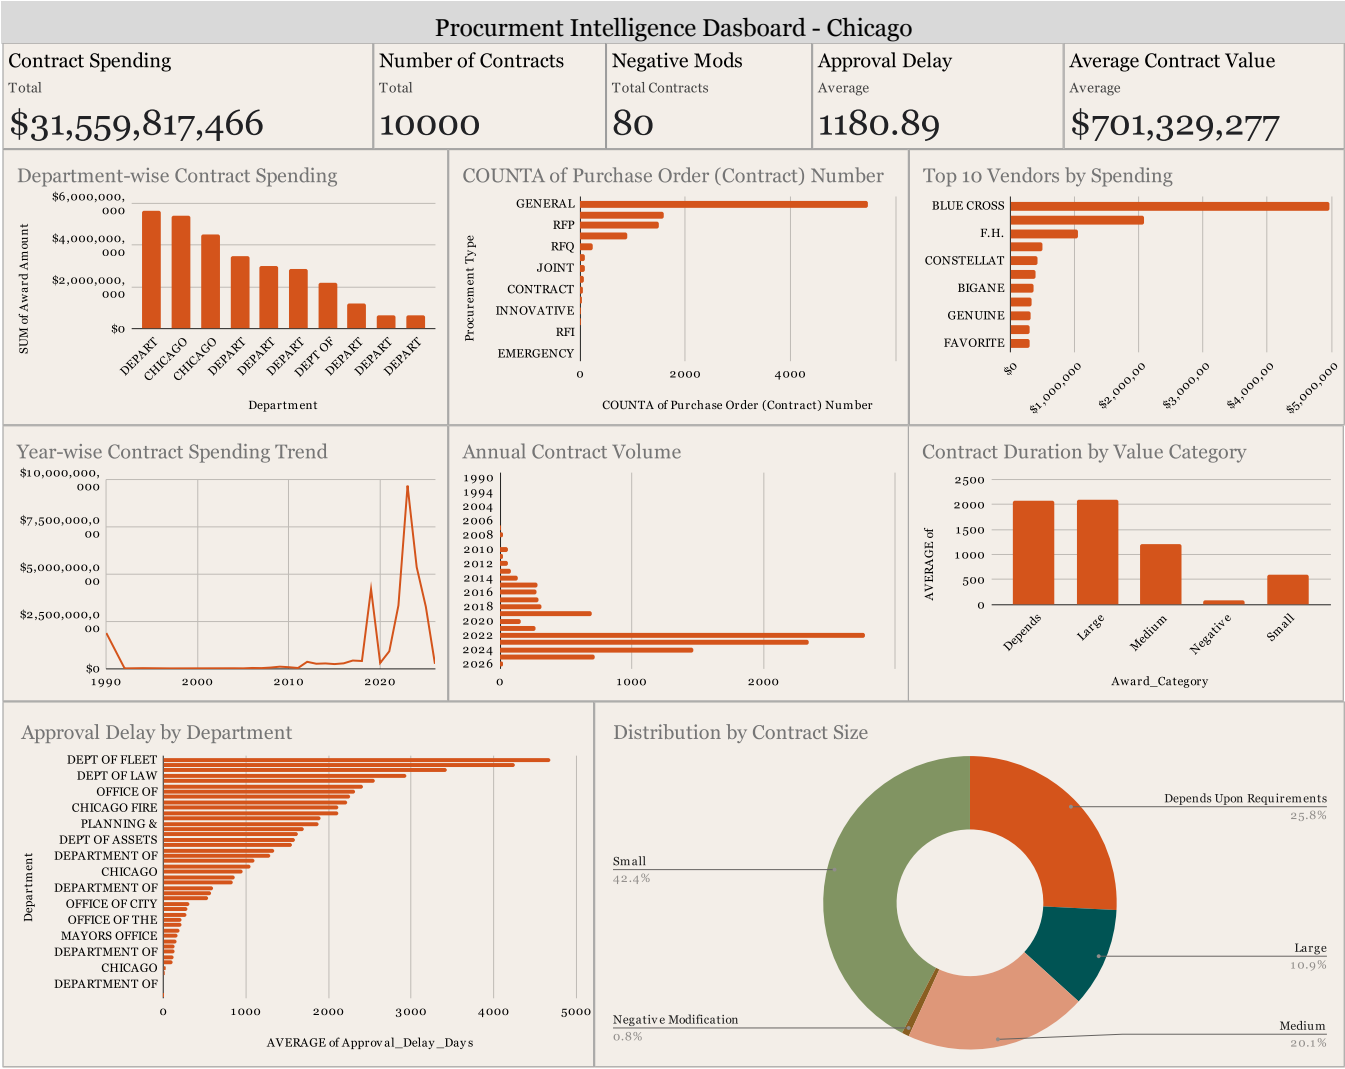 Procurment Intelligence Dasboard - Chicago
Contract Spending
Total
$31,559,817,466
Number of Contracts
Total
10000
Negative Mods
Total Contracts
80
Approval Delay
Average
1180.89
Average Contract Value
Average
$701,329,277
Department-wise Contract Spending
SUM of Award Amount
$6,000,000,
000
$4,000,000,
000
$2,000,000,
000
$0
DEPART
CHICAGO
CHICAGO
DEPART
DEPART
DEPART
DEPT OF
DEPART
DEPART
DEPART
Department
COUNTA of Purchase Order (Contract) Number
Procurement Type
GENERAL
RFP
RFQ
JOINT
CONTRACT
INNOVATIVE
RFI
EMERGENCY
0
2000
4000
COUNTA of Purchase Order (Contract) Number
Top 10 Vendors by Spending
BLUE CROSS
F.H.
CONSTELLAT
BIGANE
GENUINE
FAVORITE
$0
$1,000,000
$2,000,00
$3,000,00
$4,000,00
$5,000,000
Year-wise Contract Spending Trend
$10,000,000,
000
$7,500,000,0
00
$5,000,000,0
00
$2,500,000,0
00
$0
1990
2000
2010
2020
Annual Contract Volume
1990
1994
2004
2006
2008
2010
2012
2014
2016
2018
2020
2022
2024
2026
0
1000
2000
Contract Duration by Value Category
AVERAGE of
2500
2000
1500
1000
500
0
Depends
Large
Medium
Negative
Small
Award_Category
Approval Delay by Department
Department
DEPT OF FLEET
DEPT OF LAW
OFFICE OF
CHICAGO FIRE
PLANNING &
DEPT OF ASSETS
DEPARTMENT OF
CHICAGO
DEPARTMENT OF
OFFICE OF CITY
OFFICE OF THE
MAYORS OFFICE
DEPARTMENT OF
CHICAGO
DEPARTMENT OF
0
1000
2000
3000
4000
5000
AVERAGE of Approval_Delay_Days
Distribution by Contract Size
Depends Upon Requirements
25.8%
Small
42.4%
Large
10.9%
Negative Modification
0.8%
Medium
20.1%